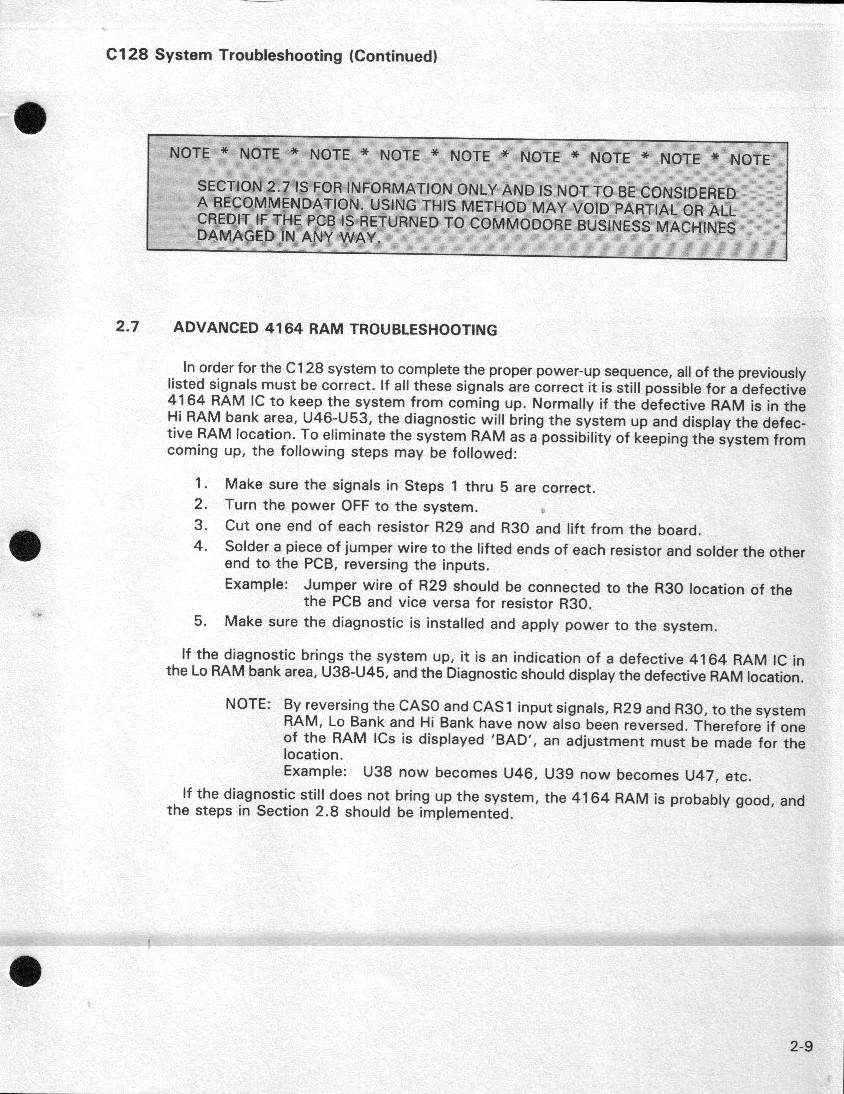 C128 System Troubleshooting (Continued)
NOTE * NOTE * NOTE * NOTE * NOTE * NOTE * NOTE * NOTE * NOTE
SECTION 2.7 IS FOR INFORMATION ONLY AND IS NOT TO BE CONSIDERED
A RECOMMENDATION. USING THIS METHOD MAY VOID PARTIAL OR ALL
CREDIT IF THE PCB IS RETURNED TO COMMODORE BUSINESS MACHINES
DAMAGED IN ANY WAY.
2.7 ADVANCED 4164 RAM TROUBLESHOOTING
In order for the C128 system to complete the proper power-up sequence, all of the previously
listed signals must be correct. If all these signals are correct it is still possible for a defective
4164 RAM IC to keep the system from coming up. Normally if the defective RAM is in the
Hi RAM bank area, U46-U53, the diagnostic will bring the system up and display the defec-
tive RAM location. To eliminate the system RAM as a possibility of keeping the system from
coming up, the following steps may be followed:
1. Make sure the signals in Steps 1 thru 5 are correct.
2. Turn the power OFF to the system.
3. Cut one end of each resistor R29 and R30 and lift from the board.
4. Solder a piece of jumper wire to the lifted ends of each resistor and solder the other
end to the PCB, reversing the inputs.
Example: Jumper wire of R29 should be connected to the R30 location of the
the PCB and vice versa for resistor R30.
5. Make sure the diagnostic is installed and apply power to the system.
If the diagnostic brings the system up, it is an indication of a defective 4164 RAM IC in
the Lo RAM bank area, U38-U45, and the Diagnostic should display the defective RAM location.
NOTE: By reversing the CAS0 and CAS1 input signals, R29 and R30, to the system
RAM, Lo Bank and Hi Bank have now also been reversed. Therefore if one
of the RAM ICs is displayed 'BAD', an adjustment must be made for the
location.
Example: U38 now becomes U46, U39 now becomes U47, etc.
If the diagnostic still does not bring up the system, the 4164 RAM is probably good, and
the steps in Section 2.8 should be implemented.
2-9